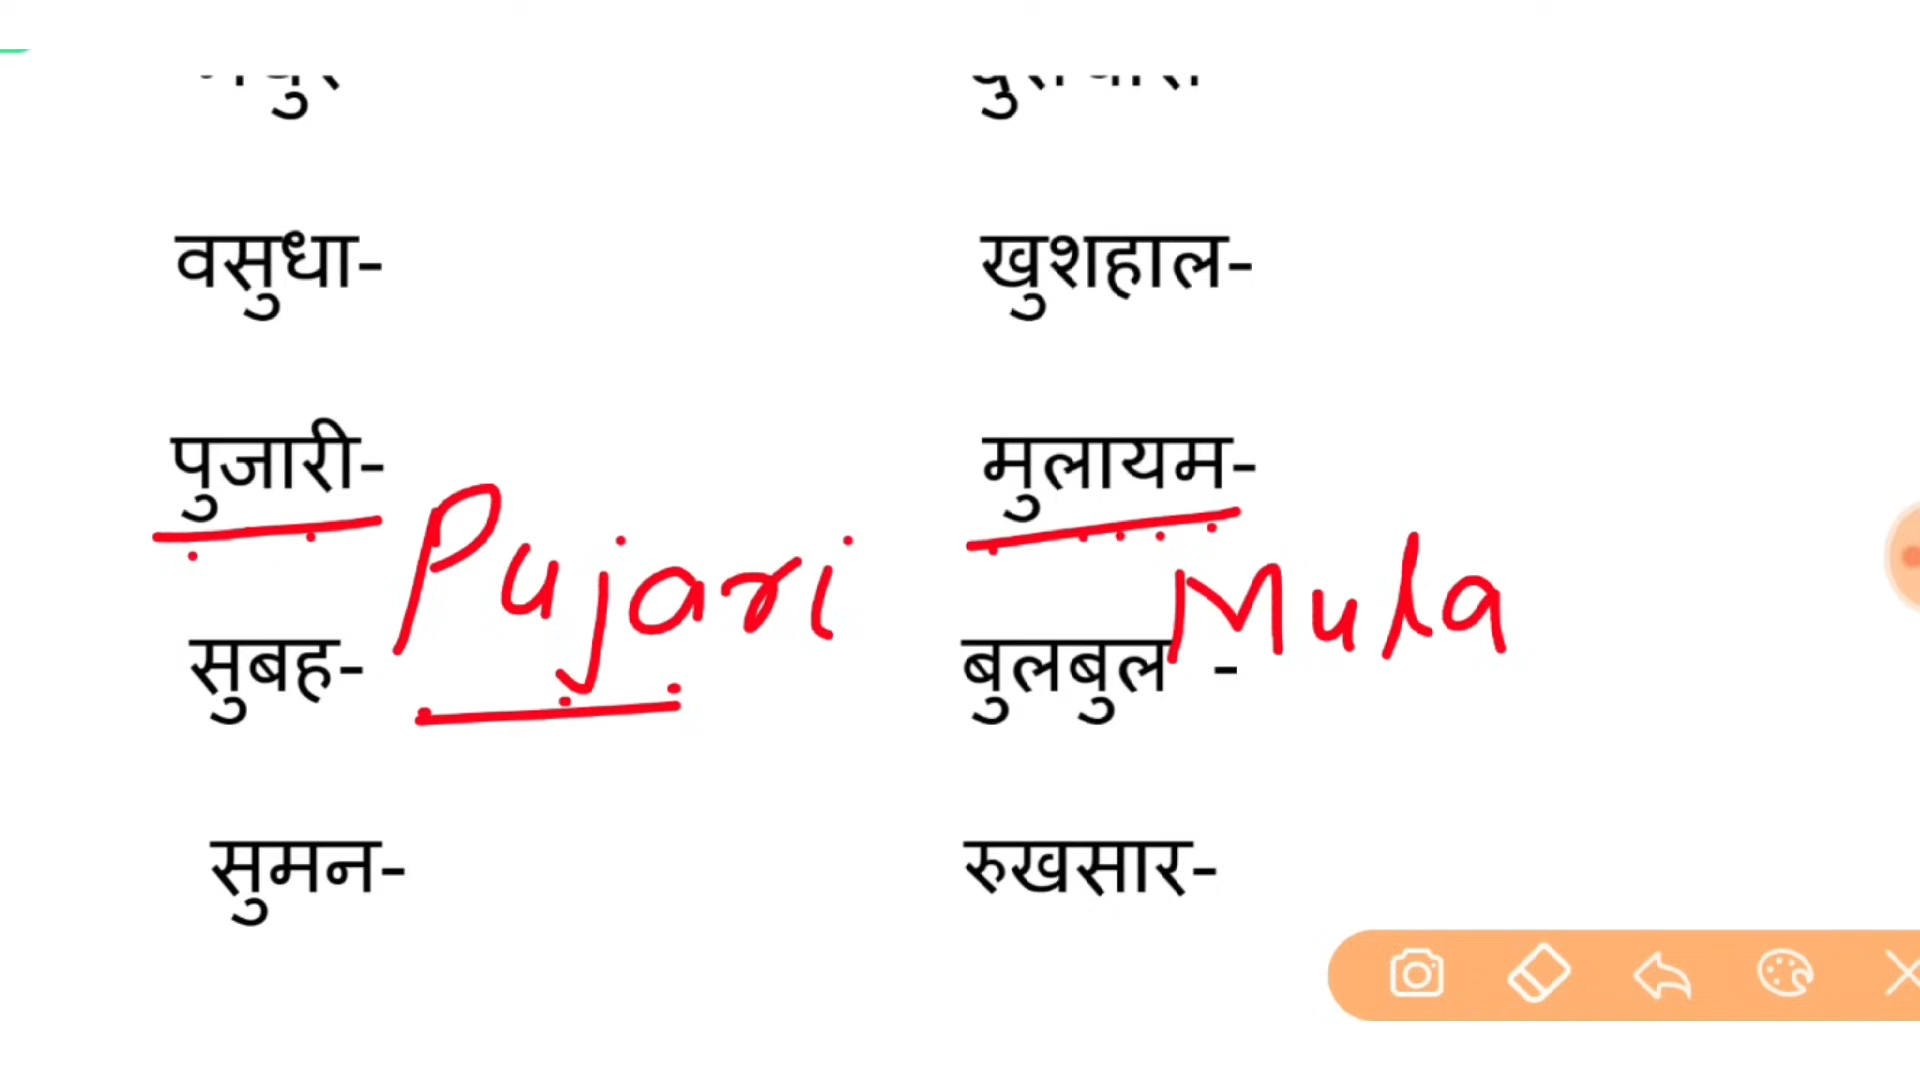 वसुधा- खुशहाल-
पुजारी- मुलायम-
Pujari Mula
सुबह- बुलबुल -
सुमन- रुखसार-